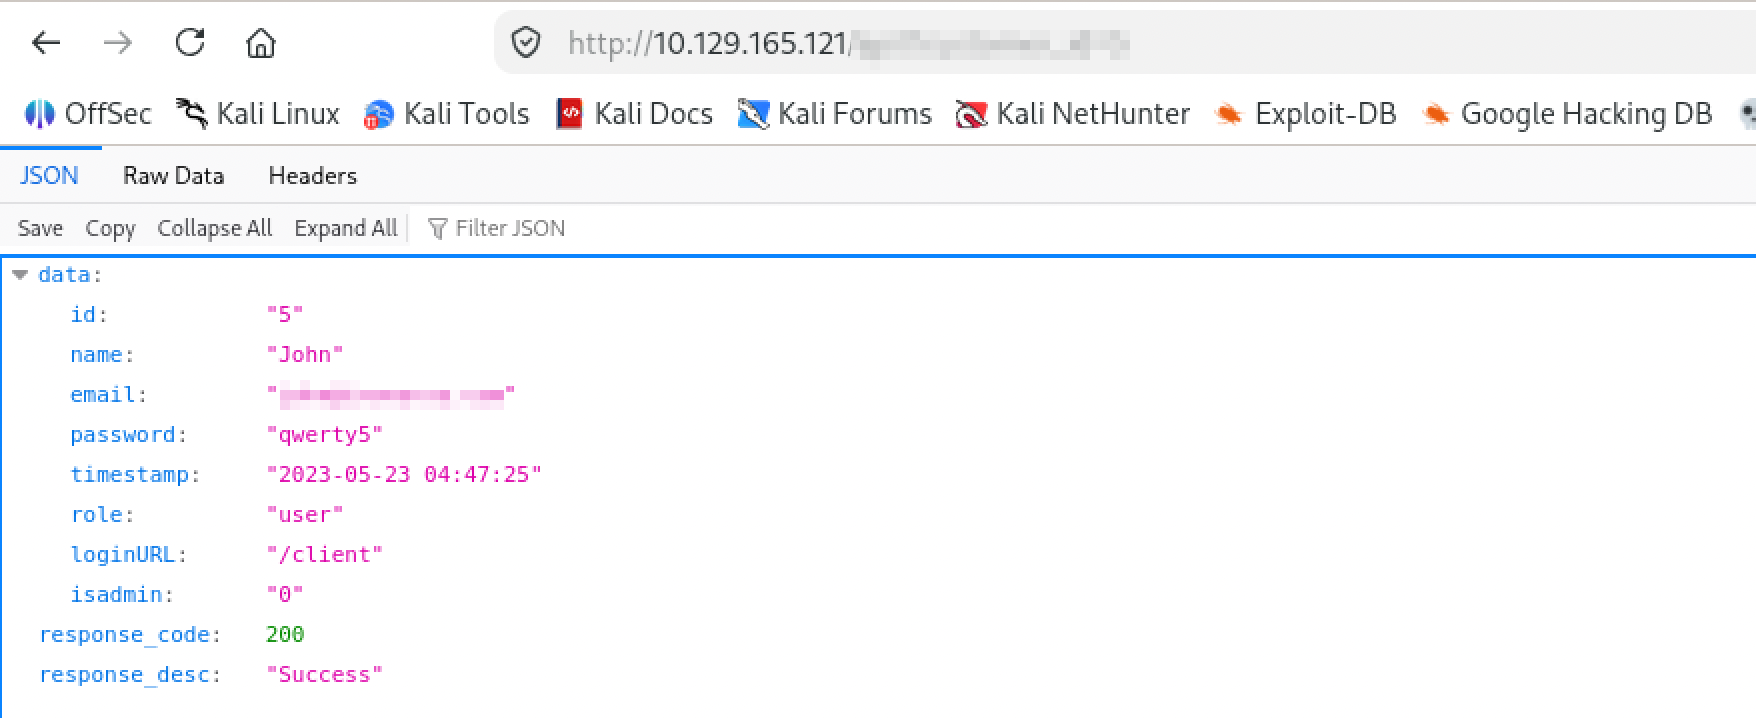 http://10.129.165.121/
OffSec Kali Linux Kali Tools Kali Docs Kali Forums Kali NetHunter Exploit-DB Google Hacking DB
JSON Raw Data Headers
Save Copy Collapse All Expand All Filter JSON
data:
id: "5"
name: "John"
email: " "
password: "qwerty5"
timestamp: "2023-05-23 04:47:25"
role: "user"
loginURL: "/client"
isadmin: "0"
response_code: 200
response_desc: "Success"